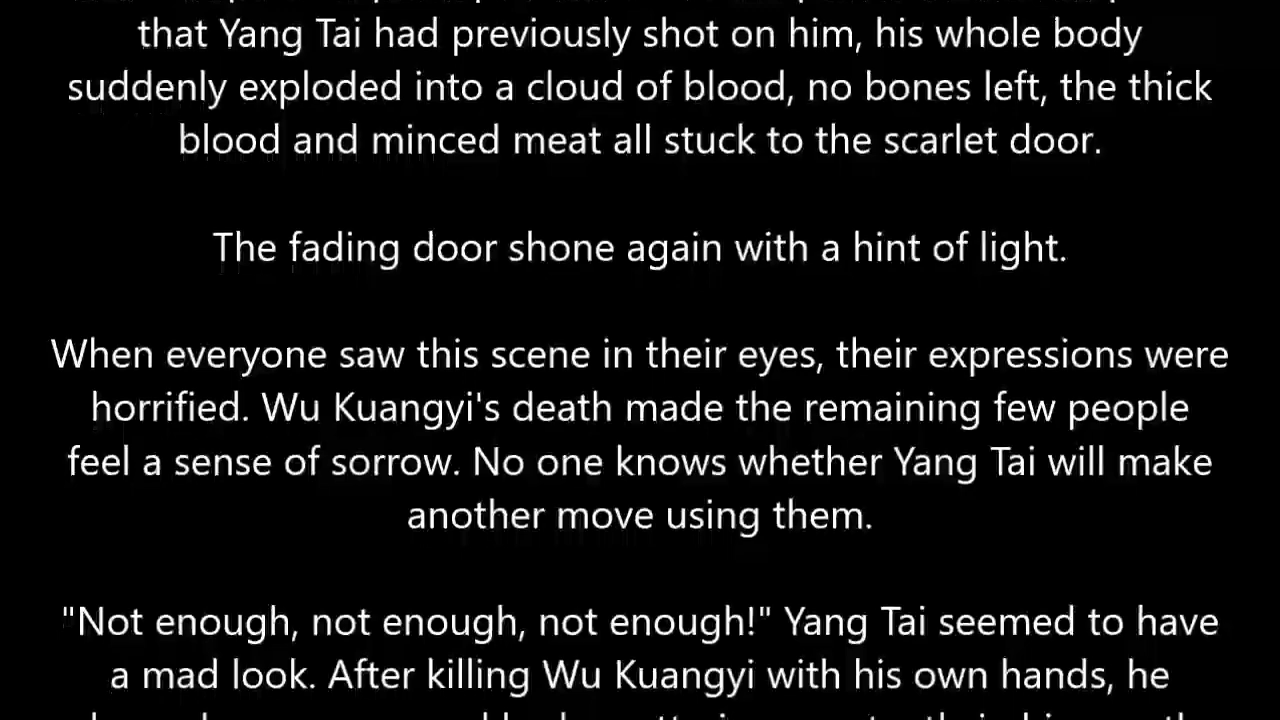 that Yang Tai had previously shot on him, his whole body
suddenly exploded into a cloud of blood, no bones left, the thick
blood and minced meat all stuck to the scarlet door.
The fading door shone again with a hint of light.
When everyone saw this scene in their eyes, their expressions were
horrified. Wu Kuangyi's death made the remaining few people
feel a sense of sorrow. No one knows whether Yang Tai will make
another move using them.
"Not enough, not enough, not enough!" Yang Tai seemed to have
a mad look. After killing Wu Kuangyi with his own hands, he